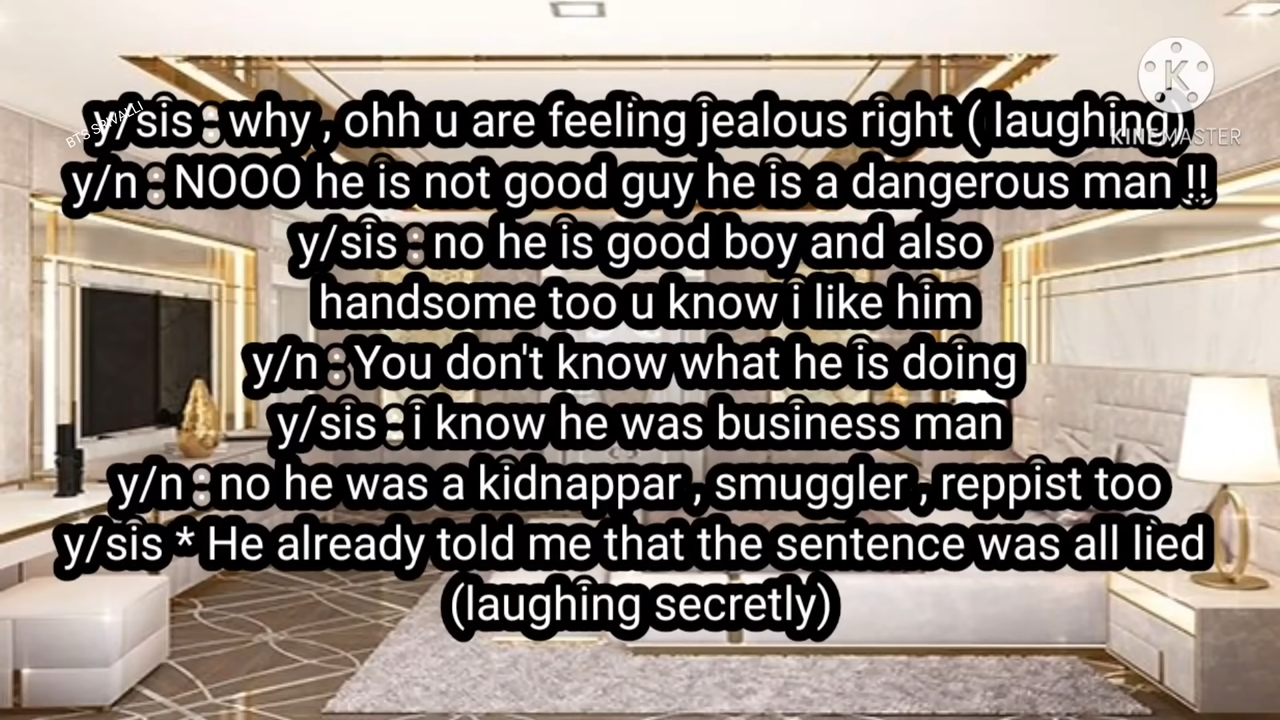 y/sis : why , ohh u are feeling jealous right ( laughing)
y/n : NOOO he is not good guy he is a dangerous man !!
y/sis : no he is good boy and also
handsome too u know i like him
y/n : You don't know what he is doing
y/sis : i know he was business man
y/n : no he was a kidnappar , smuggler , reppist too
y/sis * He already told me that the sentence was all lied
(laughing secretly)
BTS SRIVALLI
K
KINEMASTER